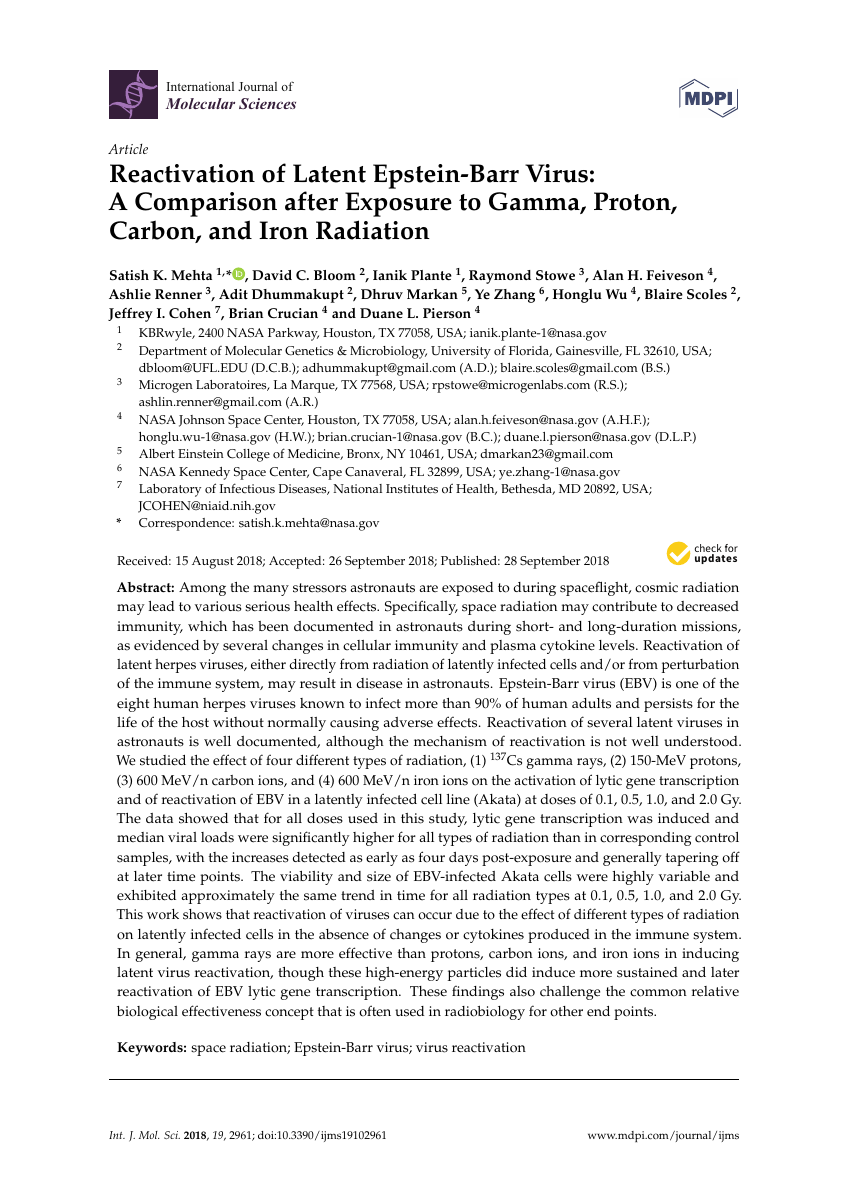 International Journal of
Molecular Sciences
MDPI
Article
Reactivation of Latent Epstein-Barr Virus:
A Comparison after Exposure to Gamma, Proton,
Carbon, and Iron Radiation
Satish K. Mehta 1,* iD, David C. Bloom 2, Ianik Plante 1, Raymond Stowe 3, Alan H. Feiveson 4,
Ashlie Renner 3, Adit Dhummakupt 2, Dhruv Markan 5, Ye Zhang 6, Honglu Wu 4, Blaire Scoles 2,
Jeffrey I. Cohen 7, Brian Crucian 4 and Duane L. Pierson 4
1 KBRwyle, 2400 NASA Parkway, Houston, TX 77058, USA; ianik.plante-1@nasa.gov
2 Department of Molecular Genetics & Microbiology, University of Florida, Gainesville, FL 32610, USA;
dbloom@UFL.EDU (D.C.B.); adhummakupt@gmail.com (A.D.); blaire.scoles@gmail.com (B.S.)
3 Microgen Laboratoires, La Marque, TX 77568, USA; rpstowe@microgenlabs.com (R.S.);
ashlin.renner@gmail.com (A.R.)
4 NASA Johnson Space Center, Houston, TX 77058, USA; alan.h.feiveson@nasa.gov (A.H.F.);
honglu.wu-1@nasa.gov (H.W.); brian.crucian-1@nasa.gov (B.C.); duane.l.pierson@nasa.gov (D.L.P.)
5 Albert Einstein College of Medicine, Bronx, NY 10461, USA; dmarkan23@gmail.com
6 NASA Kennedy Space Center, Cape Canaveral, FL 32899, USA; ye.zhang-1@nasa.gov
7 Laboratory of Infectious Diseases, National Institutes of Health, Bethesda, MD 20892, USA;
JCOHEN@niaid.nih.gov
* Correspondence: satish.k.mehta@nasa.gov
Received: 15 August 2018; Accepted: 26 September 2018; Published: 28 September 2018
check for
updates
Abstract: Among the many stressors astronauts are exposed to during spaceflight, cosmic radiation
may lead to various serious health effects. Specifically, space radiation may contribute to decreased
immunity, which has been documented in astronauts during short- and long-duration missions,
as evidenced by several changes in cellular immunity and plasma cytokine levels. Reactivation of
latent herpes viruses, either directly from radiation of latently infected cells and/or from perturbation
of the immune system, may result in disease in astronauts. Epstein-Barr virus (EBV) is one of the
eight human herpes viruses known to infect more than 90% of human adults and persists for the
life of the host without normally causing adverse effects. Reactivation of several latent viruses in
astronauts is well documented, although the mechanism of reactivation is not well understood.
We studied the effect of four different types of radiation, (1) 137Cs gamma rays, (2) 150-MeV protons,
(3) 600 MeV/n carbon ions, and (4) 600 MeV/n iron ions on the activation of lytic gene transcription
and of reactivation of EBV in a latently infected cell line (Akata) at doses of 0.1, 0.5, 1.0, and 2.0 Gy.
The data showed that for all doses used in this study, lytic gene transcription was induced and
median viral loads were significantly higher for all types of radiation than in corresponding control
samples, with the increases detected as early as four days post-exposure and generally tapering off
at later time points. The viability and size of EBV-infected Akata cells were highly variable and
exhibited approximately the same trend in time for all radiation types at 0.1, 0.5, 1.0, and 2.0 Gy.
This work shows that reactivation of viruses can occur due to the effect of different types of radiation
on latently infected cells in the absence of changes or cytokines produced in the immune system.
In general, gamma rays are more effective than protons, carbon ions, and iron ions in inducing
latent virus reactivation, though these high-energy particles did induce more sustained and later
reactivation of EBV lytic gene transcription. These findings also challenge the common relative
biological effectiveness concept that is often used in radiobiology for other end points.
Keywords: space radiation; Epstein-Barr virus; virus reactivation
Int. J. Mol. Sci. 2018, 19, 2961; doi:10.3390/ijms19102961
www.mdpi.com/journal/ijms